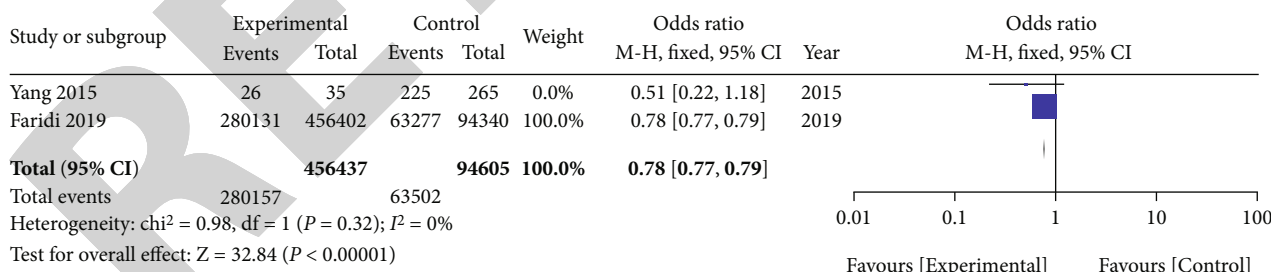 Study or subgroup Experimental Control Weight Odds ratio Odds ratio
Events Total Events Total M-H, fixed, 95% CI Year M-H, fixed, 95% CI
Yang 2015 26 35 225 265 0.0% 0.51 [0.22, 1.18] 2015
Faridi 2019 280131 456402 63277 94340 100.0% 0.78 [0.77, 0.79] 2019
Total (95% CI) 456437 94605 100.0% 0.78 [0.77, 0.79]
Total events 280157 63502
Heterogeneity: chi² = 0.98, df = 1 (P = 0.32); I² = 0%
0.01 0.1 1 10 100
Test for overall effect: Z = 32.84 (P < 0.00001)
Favours [Experimental] Favours [Control]